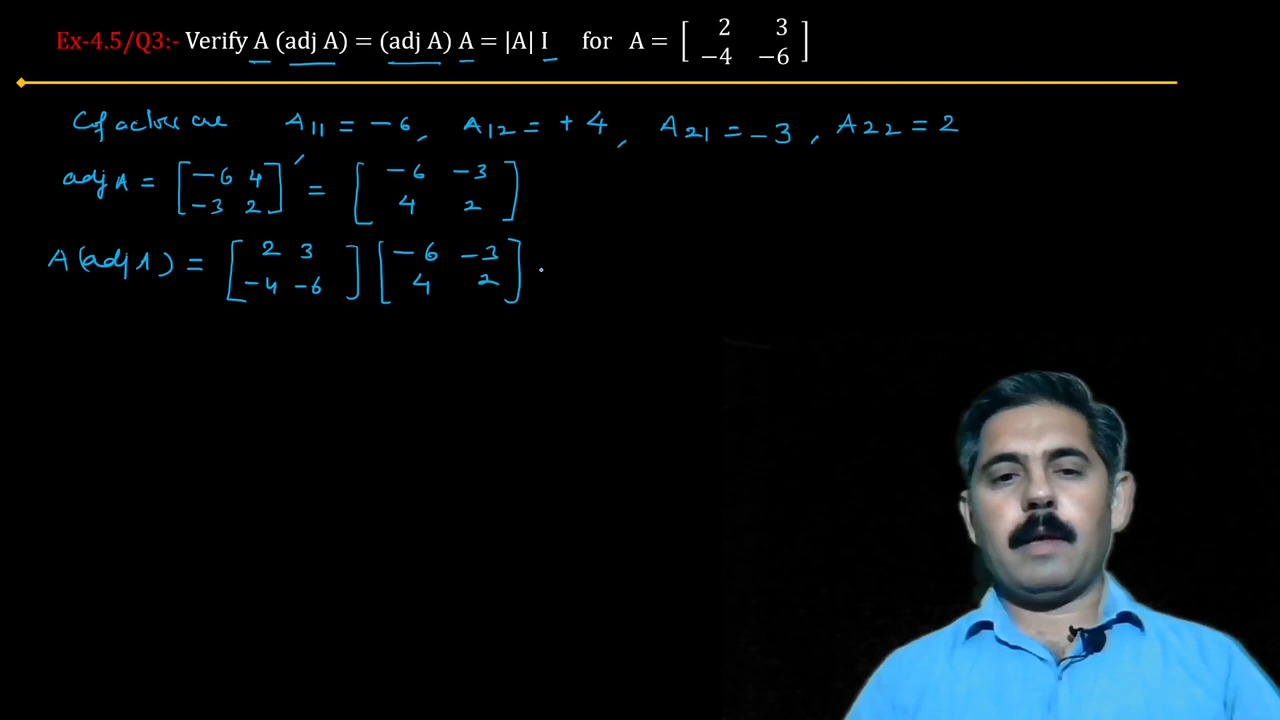 Ex-4.5/Q3:- Verify A (adj A) = (adj A) A = |A| I for A = [ 2 3
−4 −6 ]
Cofactors are A11 = −6, A12 = +4, A21 = −3, A22 = 2
adj A = [ −6 4 ]′ = [ −6 −3 ]
[ −3 2 ] [ 4 2 ]
A(adj A) = [ 2 3 ] [ −6 −3 ]
[ −4 −6 ] [ 4 2 ]